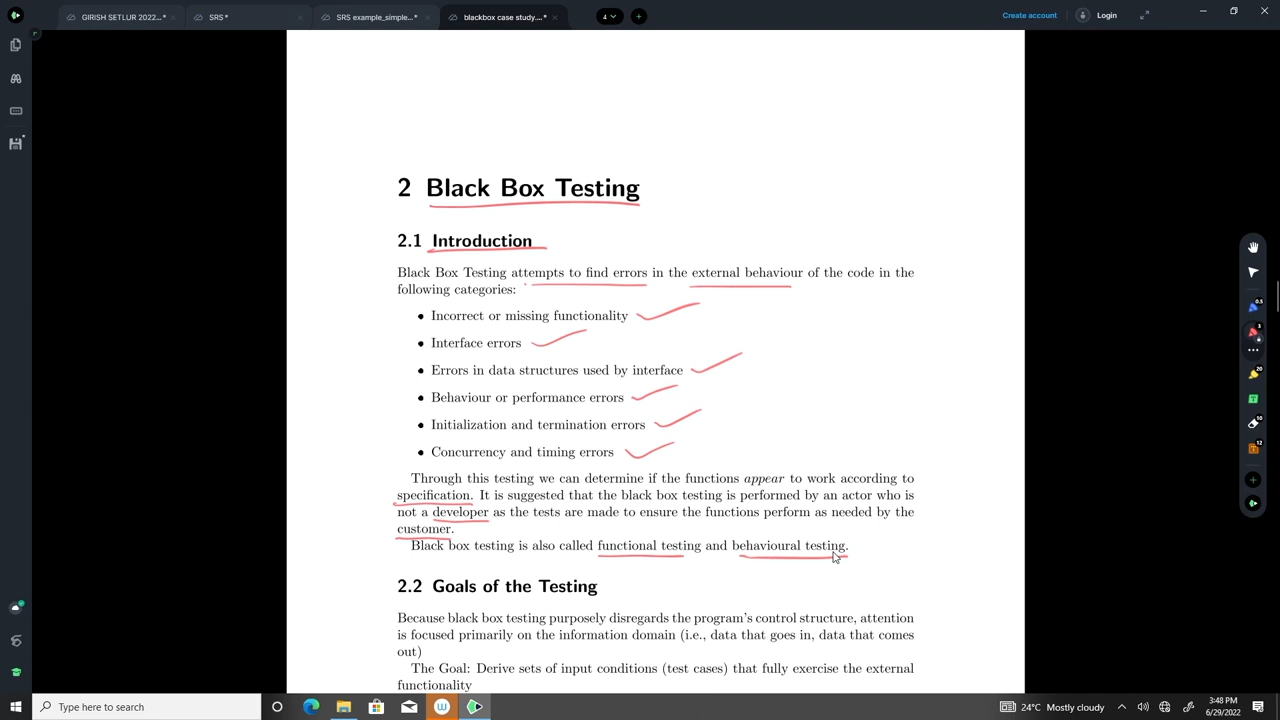 GIRISH SETLUR 2022...*
SRS*
SRS example_simple...*
blackbox case study....*
4
Create account
Login
2 Black Box Testing
2.1 Introduction
Black Box Testing attempts to find errors in the external behaviour of the code in the
following categories:
• Incorrect or missing functionality
• Interface errors
• Errors in data structures used by interface
• Behaviour or performance errors
• Initialization and termination errors
• Concurrency and timing errors
Through this testing we can determine if the functions appear to work according to
specification. It is suggested that the black box testing is performed by an actor who is
not a developer as the tests are made to ensure the functions perform as needed by the
customer.
Black box testing is also called functional testing and behavioural testing.
2.2 Goals of the Testing
Because black box testing purposely disregards the program's control structure, attention
is focused primarily on the information domain (i.e., data that goes in, data that comes
out)
The Goal: Derive sets of input conditions (test cases) that fully exercise the external
functionality
0.5
3
20
10
12
Type here to search
24°C Mostly cloudy
3:48 PM
6/29/2022